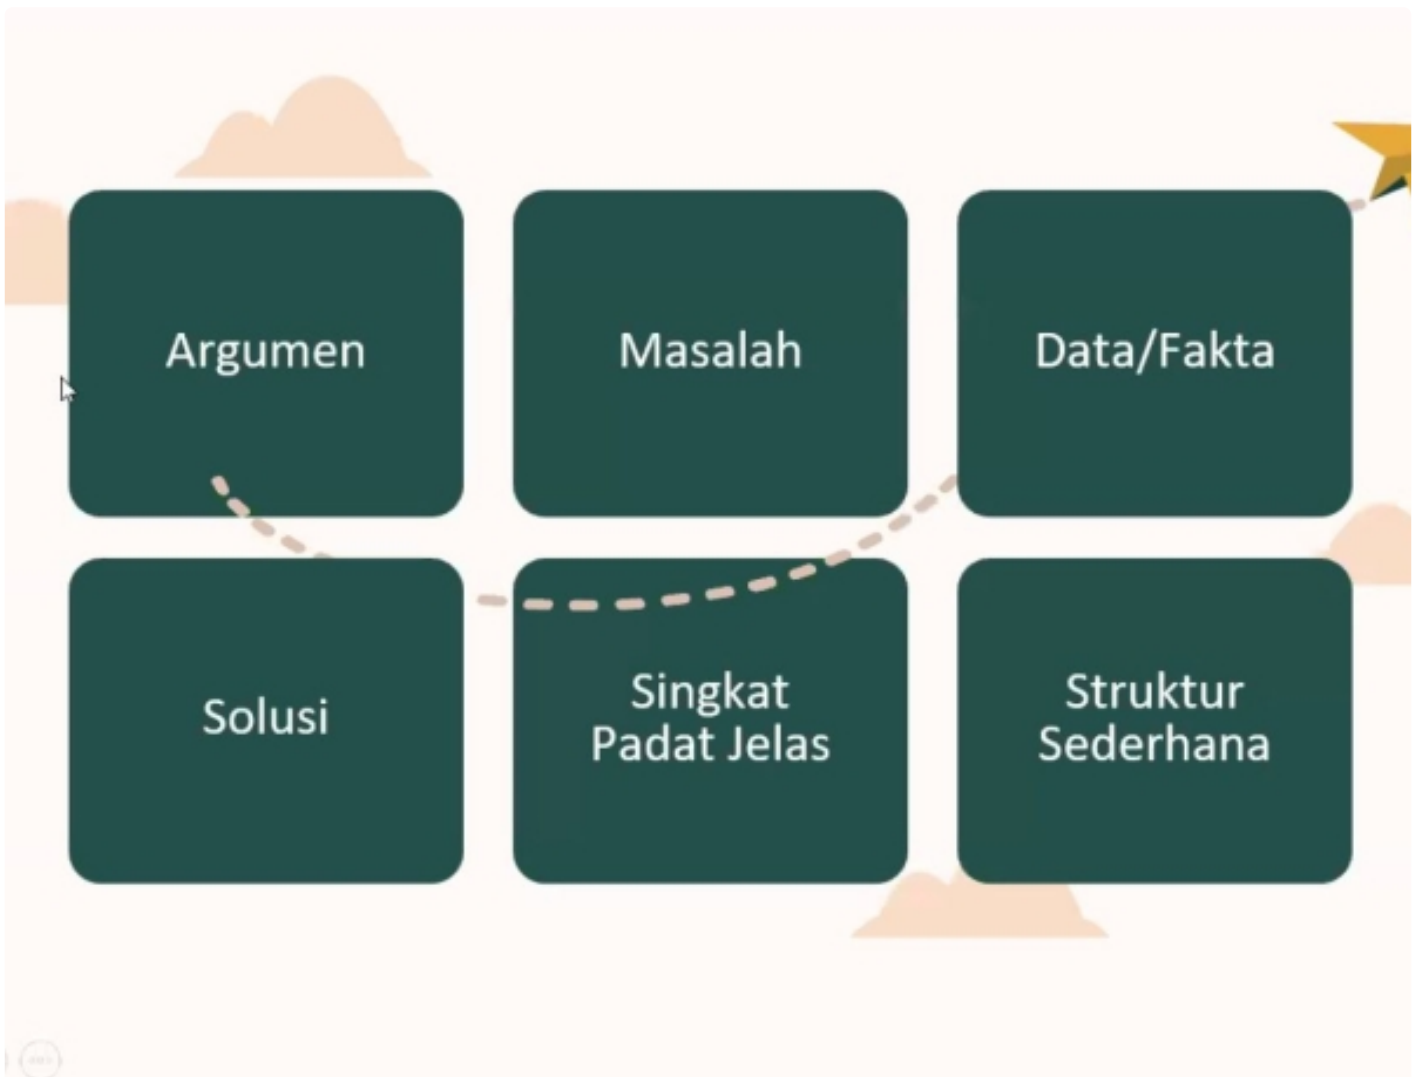 Argumen
Masalah
Data/Fakta
Solusi
Singkat
Padat Jelas
Struktur
Sederhana